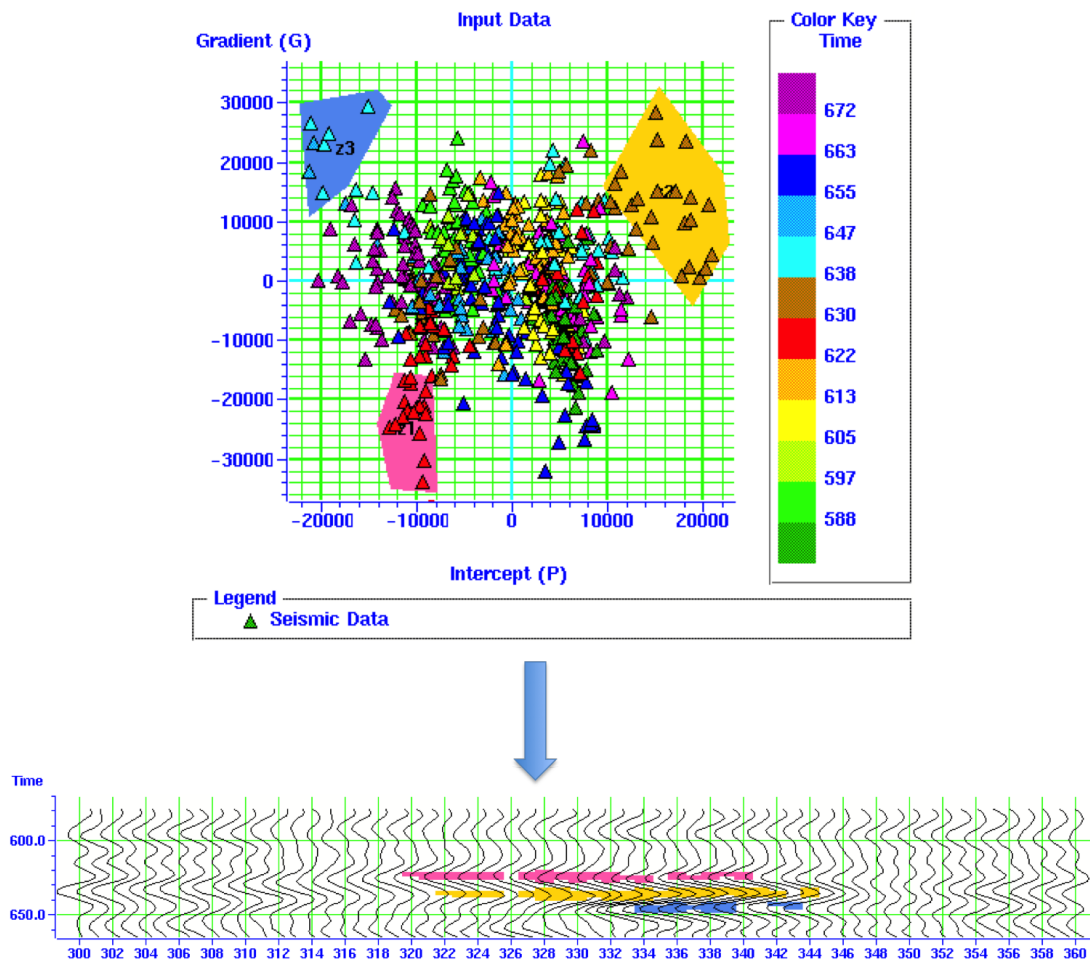 Input Data
Gradient (G)
30000
20000
10000
0
-10000
-20000
-30000
z3
z1
-20000 -10000 0 10000 20000
Intercept (P)
Color Key
Time
672
663
655
647
638
630
622
613
605
597
588
Legend
Seismic Data
Time
600.0
650.0
300 302 304 306 308 310 312 314 316 318 320 322 324 326 328 330 332 334 336 338 340 342 344 346 348 350 352 354 356 358